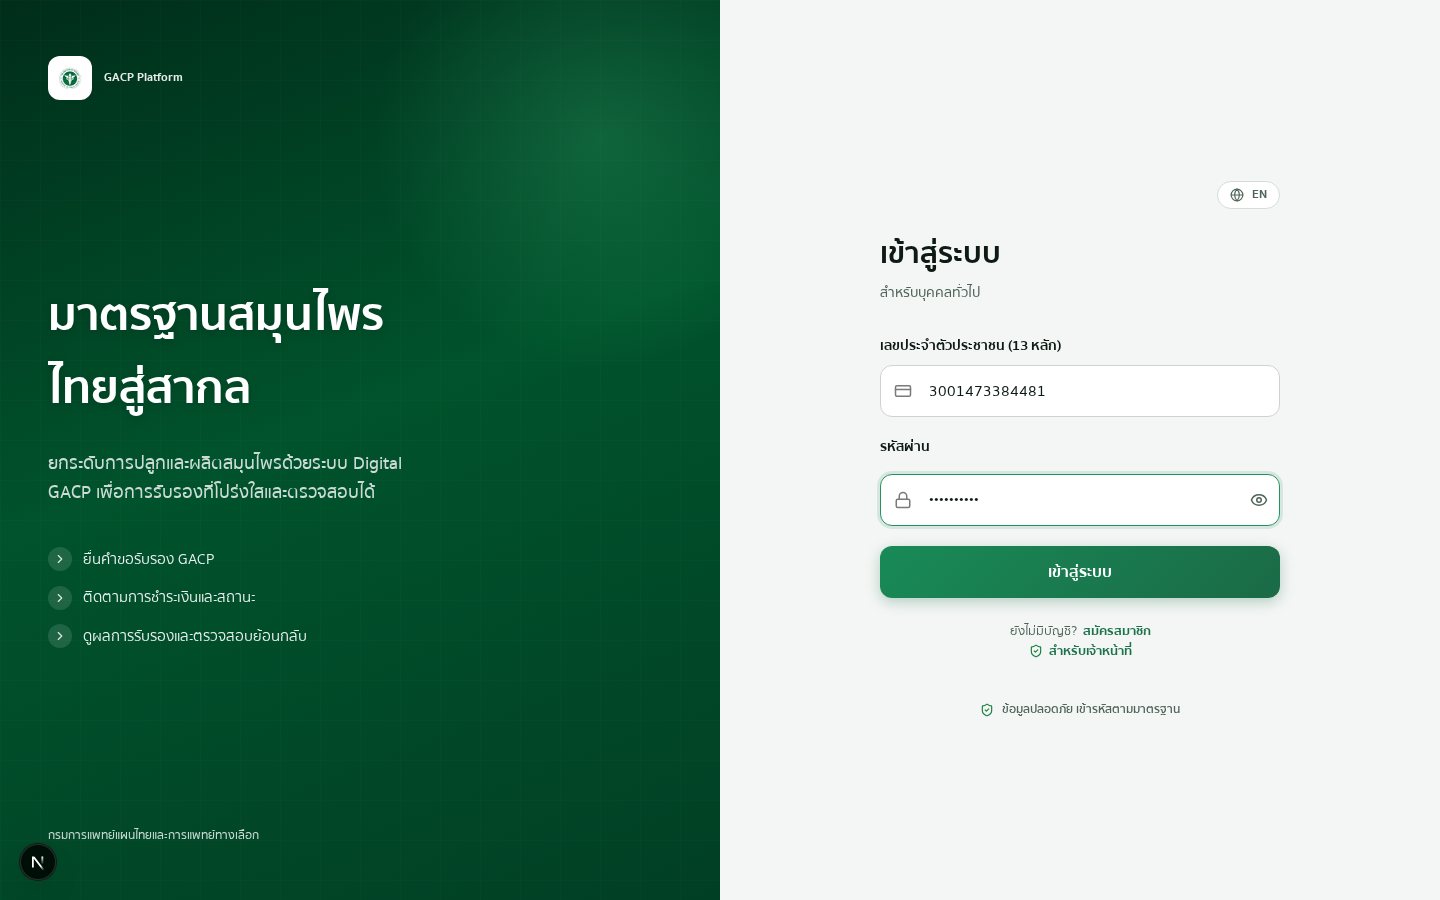 GACP Platform
มาตรฐานสมุนไพร
ไทยสู่สากล
ยกระดับการปลูกและผลิตสมุนไพรด้วยระบบ Digital
GACP เพื่อการรับรองที่โปร่งใสและตรวจสอบได้
ยื่นคำขอรับรอง GACP
ติดตามการชำระเงินและสถานะ
ดูผลการรับรองและตรวจสอบย้อนกลับ
กรมการแพทย์แผนไทยและการแพทย์ทางเลือก
EN
เข้าสู่ระบบ
สำหรับบุคคลทั่วไป
เลขประจำตัวประชาชน (13 หลัก)
3001473384481
รหัสผ่าน
••••••••••
เข้าสู่ระบบ
ยังไม่มีบัญชี? สมัครสมาชิก
สำหรับเจ้าหน้าที่
ข้อมูลปลอดภัย เข้ารหัสตามมาตรฐาน